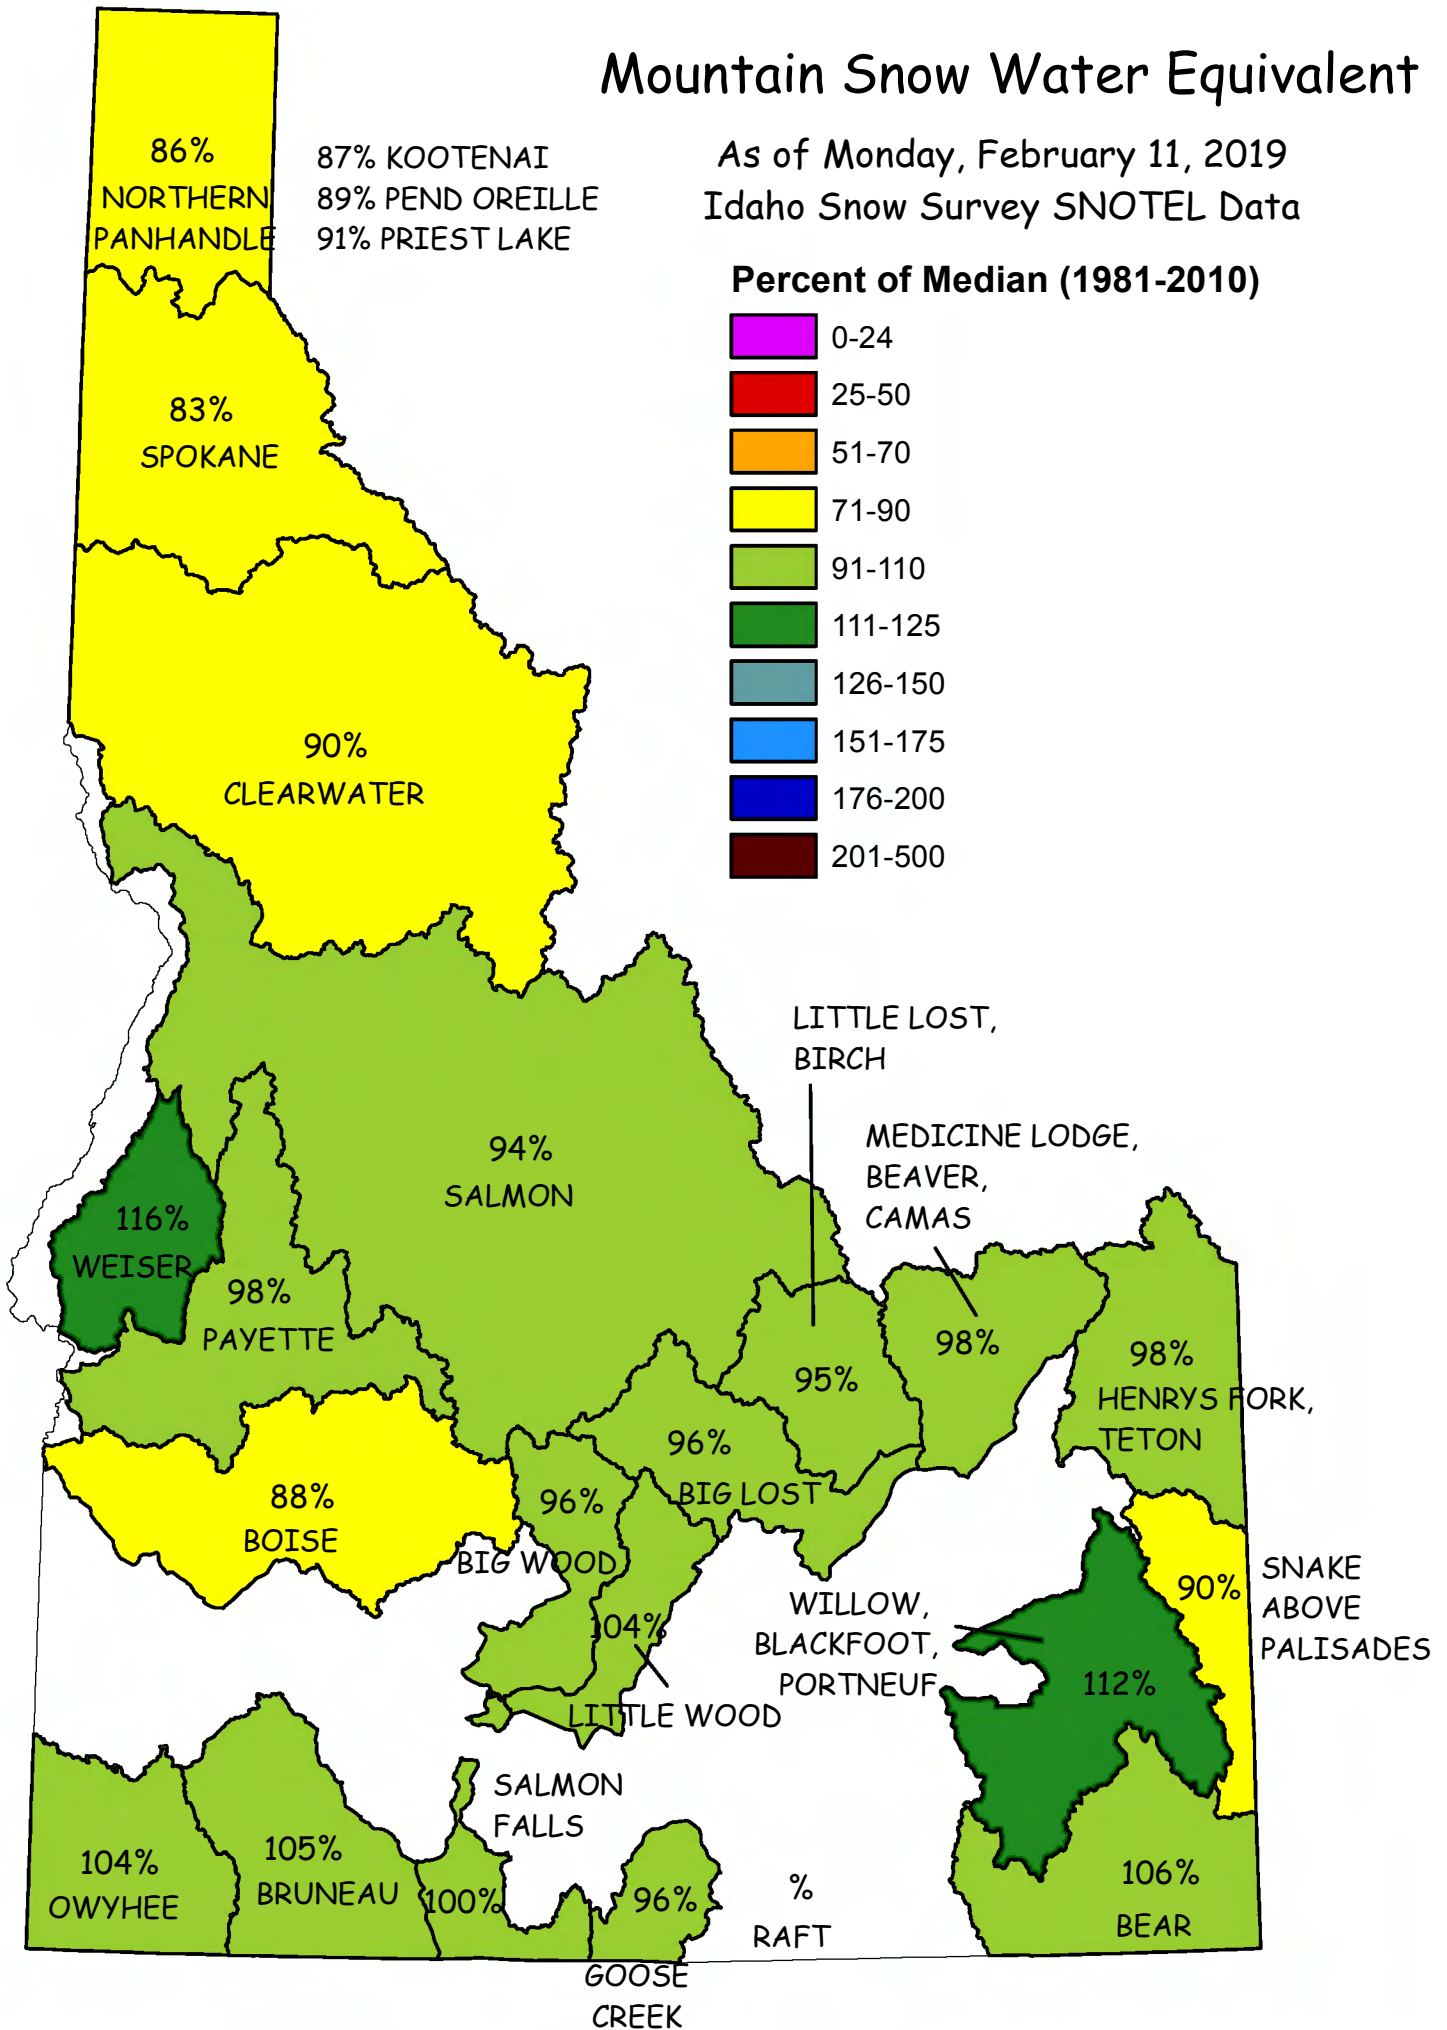 Mountain Snow Water Equivalent
As of Monday, February 11, 2019
Idaho Snow Survey SNOTEL Data
Percent of Median (1981-2010)
0-24
25-50
51-70
71-90
91-110
111-125
126-150
151-175
176-200
201-500
86%
NORTHERN
PANHANDLE
87% KOOTENAI
89% PEND OREILLE
91% PRIEST LAKE
83%
SPOKANE
90%
CLEARWATER
94%
SALMON
116%
WEISER
98%
PAYETTE
88%
BOISE
LITTLE LOST,
BIRCH
95%
MEDICINE LODGE,
BEAVER,
CAMAS
98%
98%
HENRYS FORK,
TETON
96%
BIG LOST
96%
BIG WOOD
104%
LITTLE WOOD
WILLOW,
BLACKFOOT,
PORTNEUF
112%
90%
SNAKE
ABOVE
PALISADES
104%
OWYHEE
105%
BRUNEAU
SALMON
FALLS
100%
96%
GOOSE
CREEK
%
RAFT
106%
BEAR